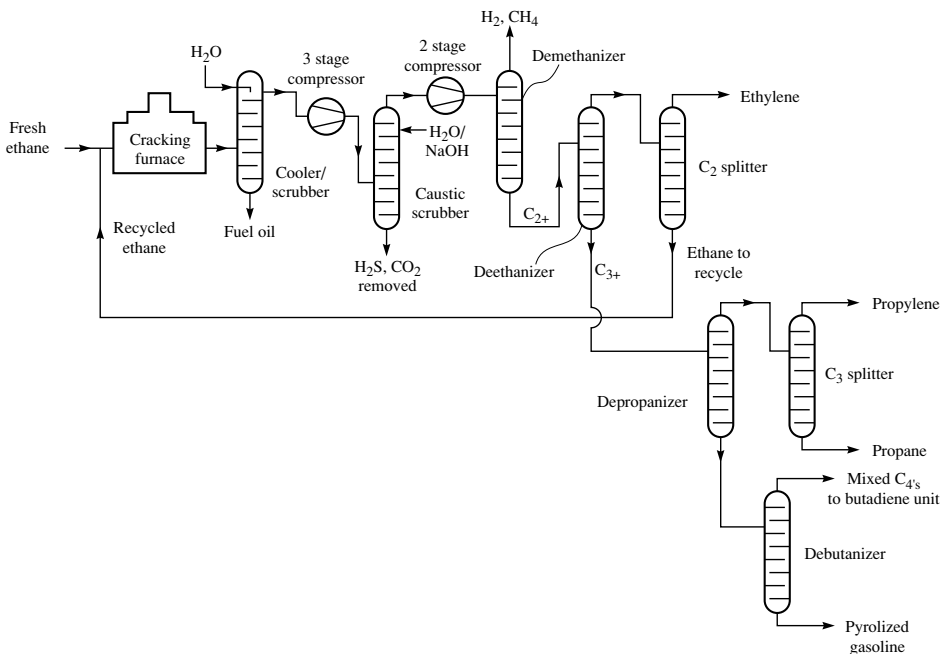 H₂, CH₄
2 stage
compressor
Demethanizer
3 stage
compressor
H₂O
Fresh
ethane
Cracking
furnace
Cooler/
scrubber
Fuel oil
H₂O/
NaOH
Caustic
scrubber
H₂S, CO₂
removed
C₂₊
Deethanizer
C₃₊
Ethylene
C₂ splitter
Ethane to
recycle
Recycled
ethane
Propylene
C₃ splitter
Depropanizer
Propane
Mixed C₄'s
to butadiene unit
Debutanizer
Pyrolized
gasoline